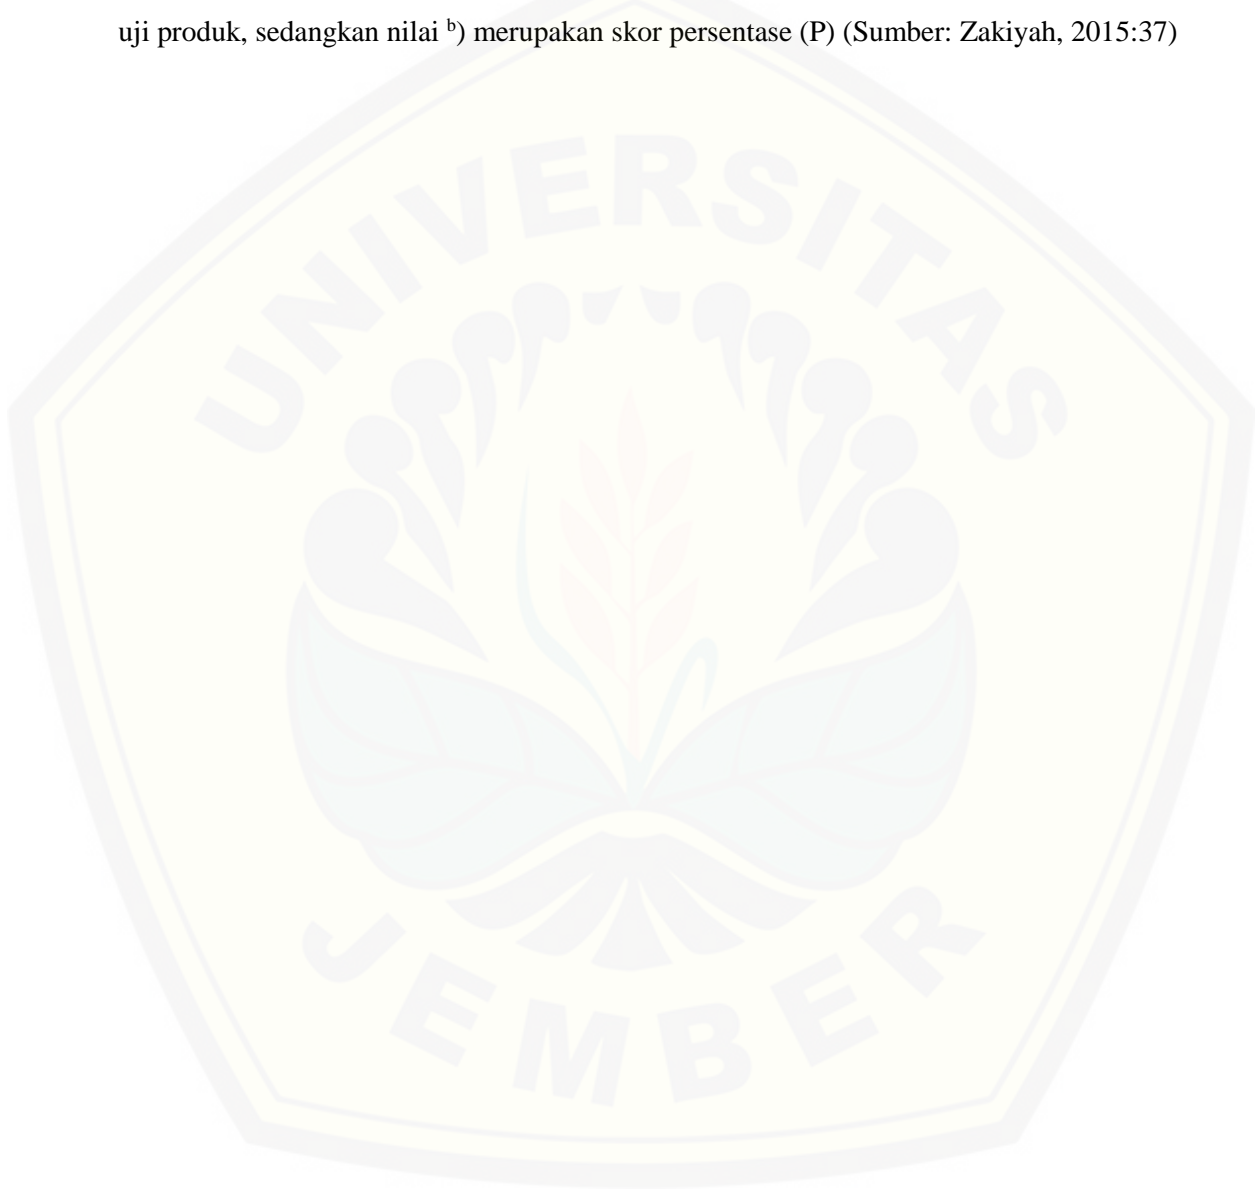 uji produk, sedangkan nilai ᵇ) merupakan skor persentase (P) (Sumber: Zakiyah, 2015:37)
UNIVERSITAS
JEMBER